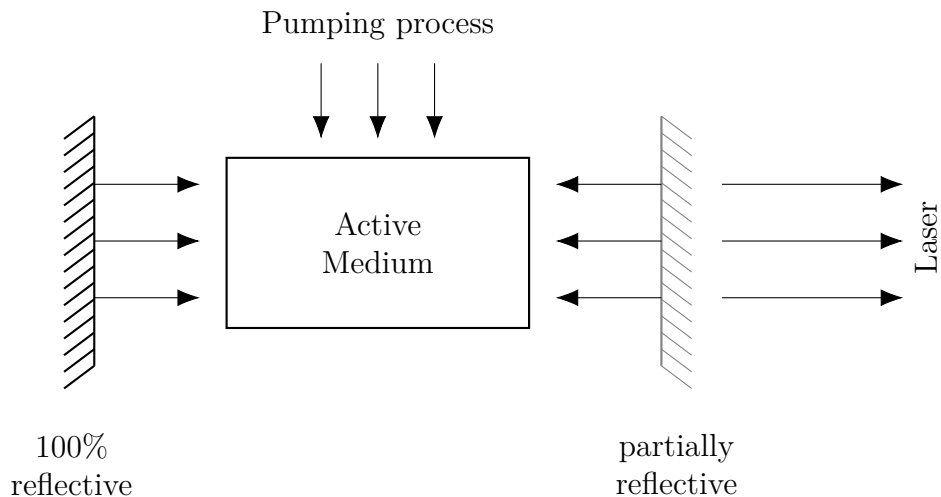 Pumping process
Active
Medium
Laser
100%
reflective
partially
reflective